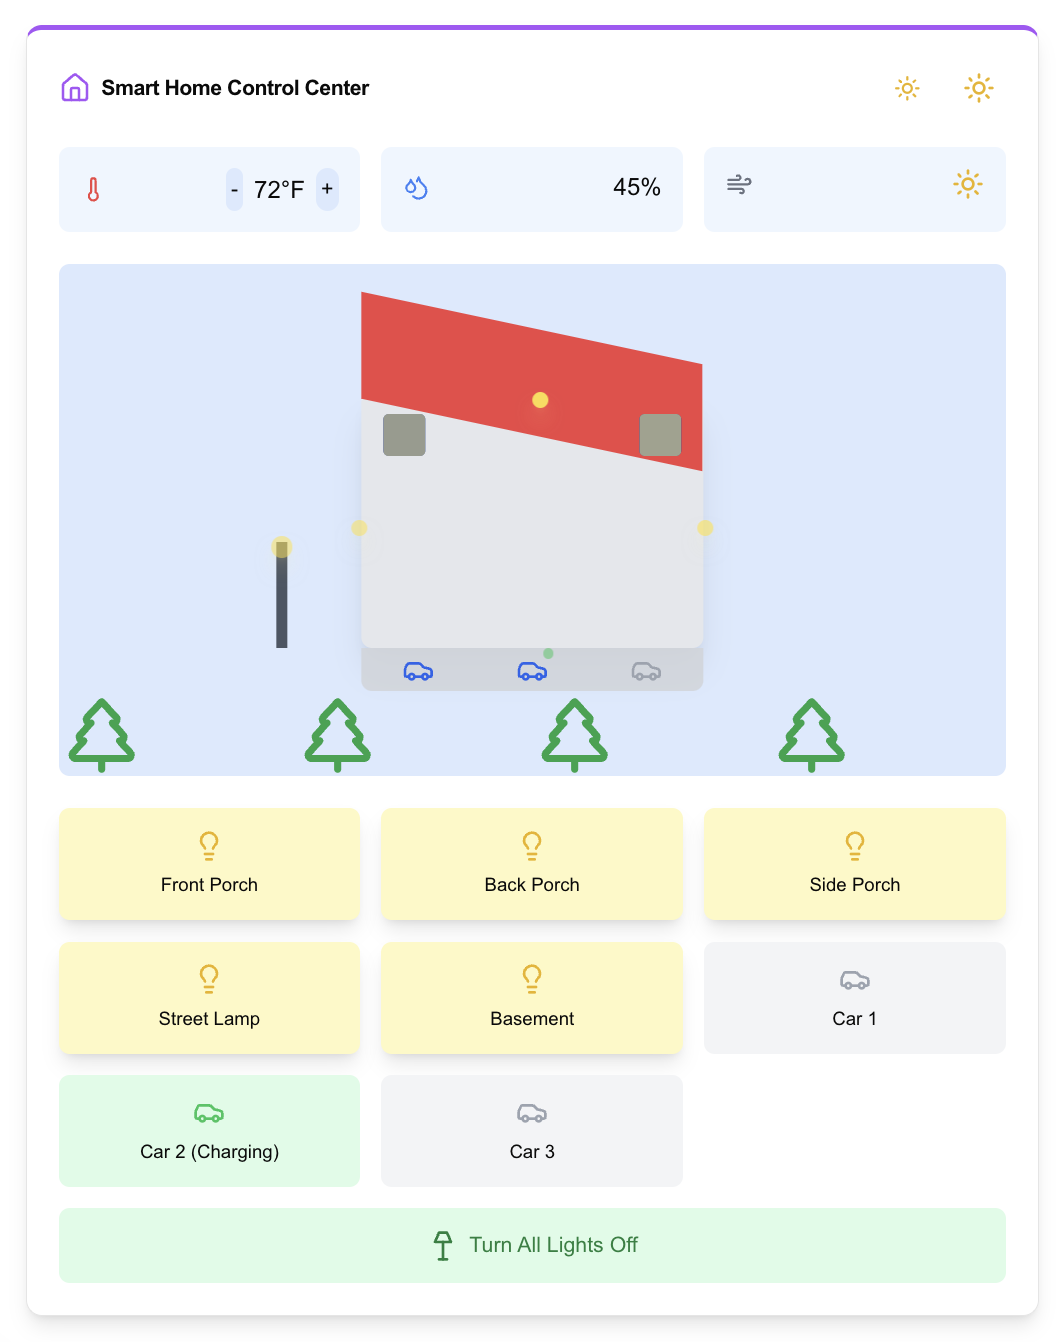 Smart Home Control Center
- 72°F +
45%
Front Porch
Back Porch
Side Porch
Street Lamp
Basement
Car 1
Car 2 (Charging)
Car 3
Turn All Lights Off